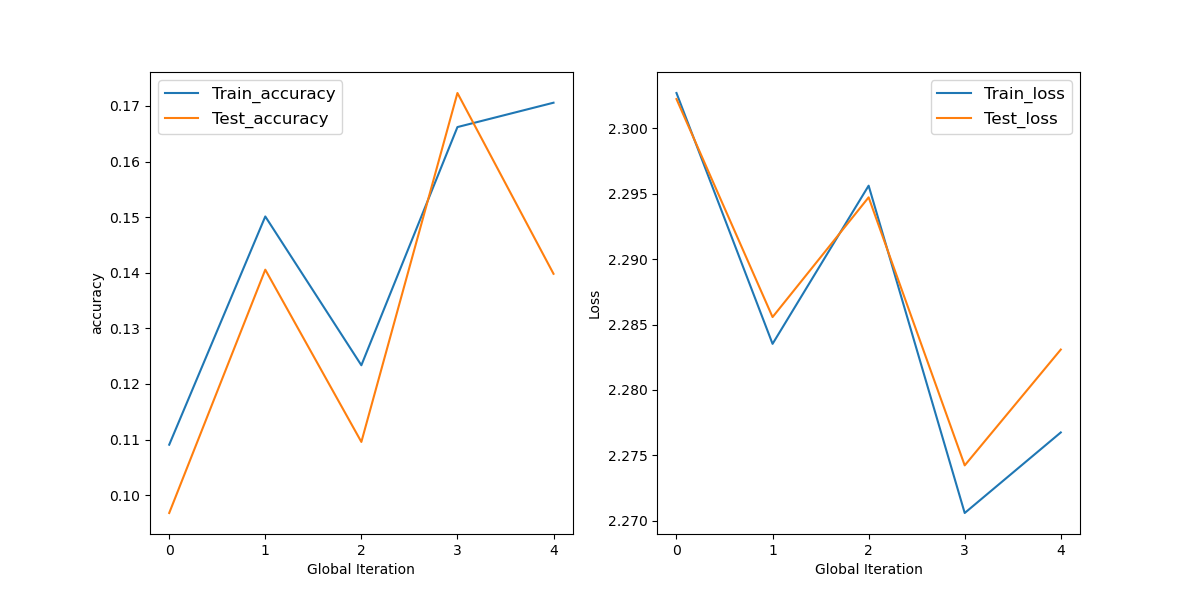 Train_accuracy
Test_accuracy
0.17
0.16
0.15
0.14
0.13
0.12
0.11
0.10
accuracy
0 1 2 3 4
Global Iteration
Train_loss
Test_loss
2.300
2.295
2.290
2.285
2.280
2.275
2.270
Loss
0 1 2 3 4
Global Iteration